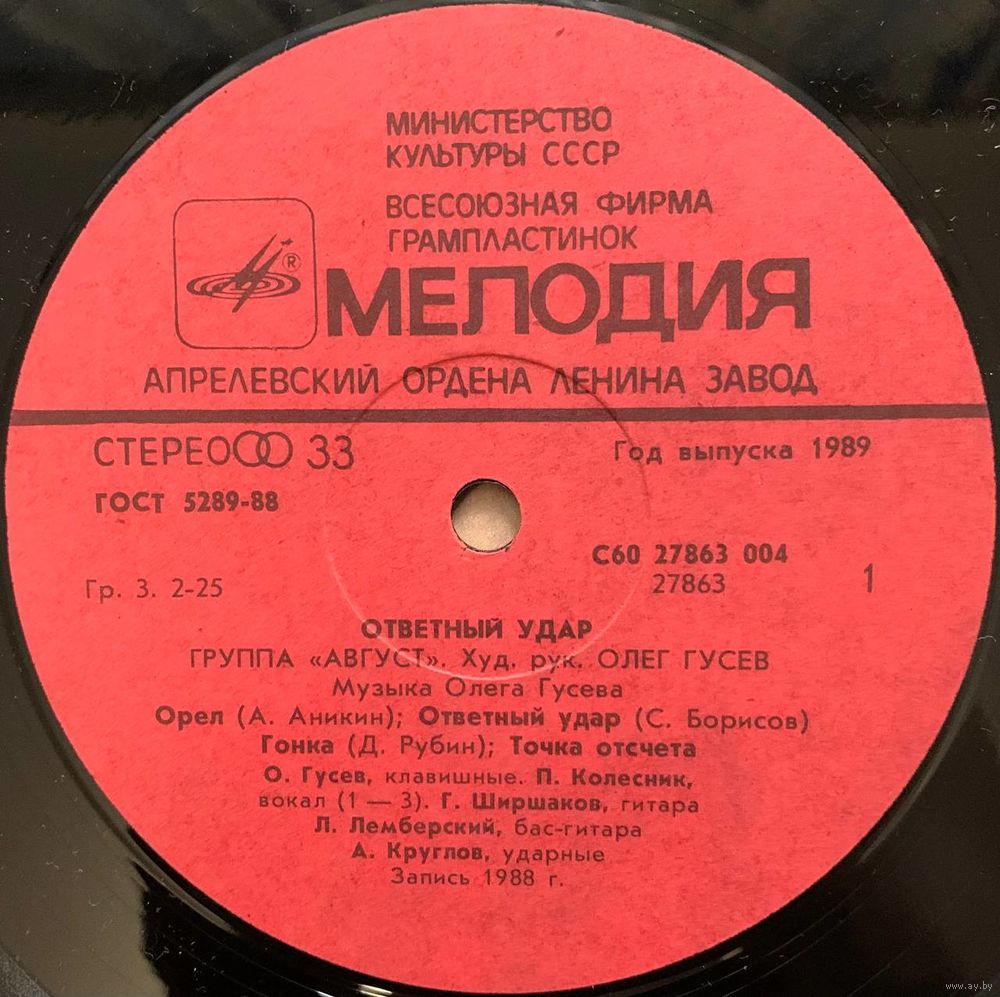 МИНИСТЕРСТВО
КУЛЬТУРЫ СССР
ВСЕСОЮЗНАЯ ФИРМА
ГРАМПЛАСТИНОК
®
МЕЛОДИЯ
АПРЕЛЕВСКИЙ ОРДЕНА ЛЕНИНА ЗАВОД
СТЕРЕО 33
Год выпуска 1989
ГОСТ 5289-88
С60 27863 004
Гр. 3. 2-25
27863
1
ОТВЕТНЫЙ УДАР
ГРУППА «АВГУСТ». Худ. рук. ОЛЕГ ГУСЕВ
Музыка Олега Гусева
Орел (А. Аникин); Ответный удар (С. Борисов)
Гонка (Д. Рубин); Точка отсчета
О. Гусев, клавишные. П. Колесник,
вокал (1 — 3). Г. Ширшаков, гитара
Л. Лемберский, бас-гитара
А. Круглов, ударные
Запись 1988 г.
www.ay.by